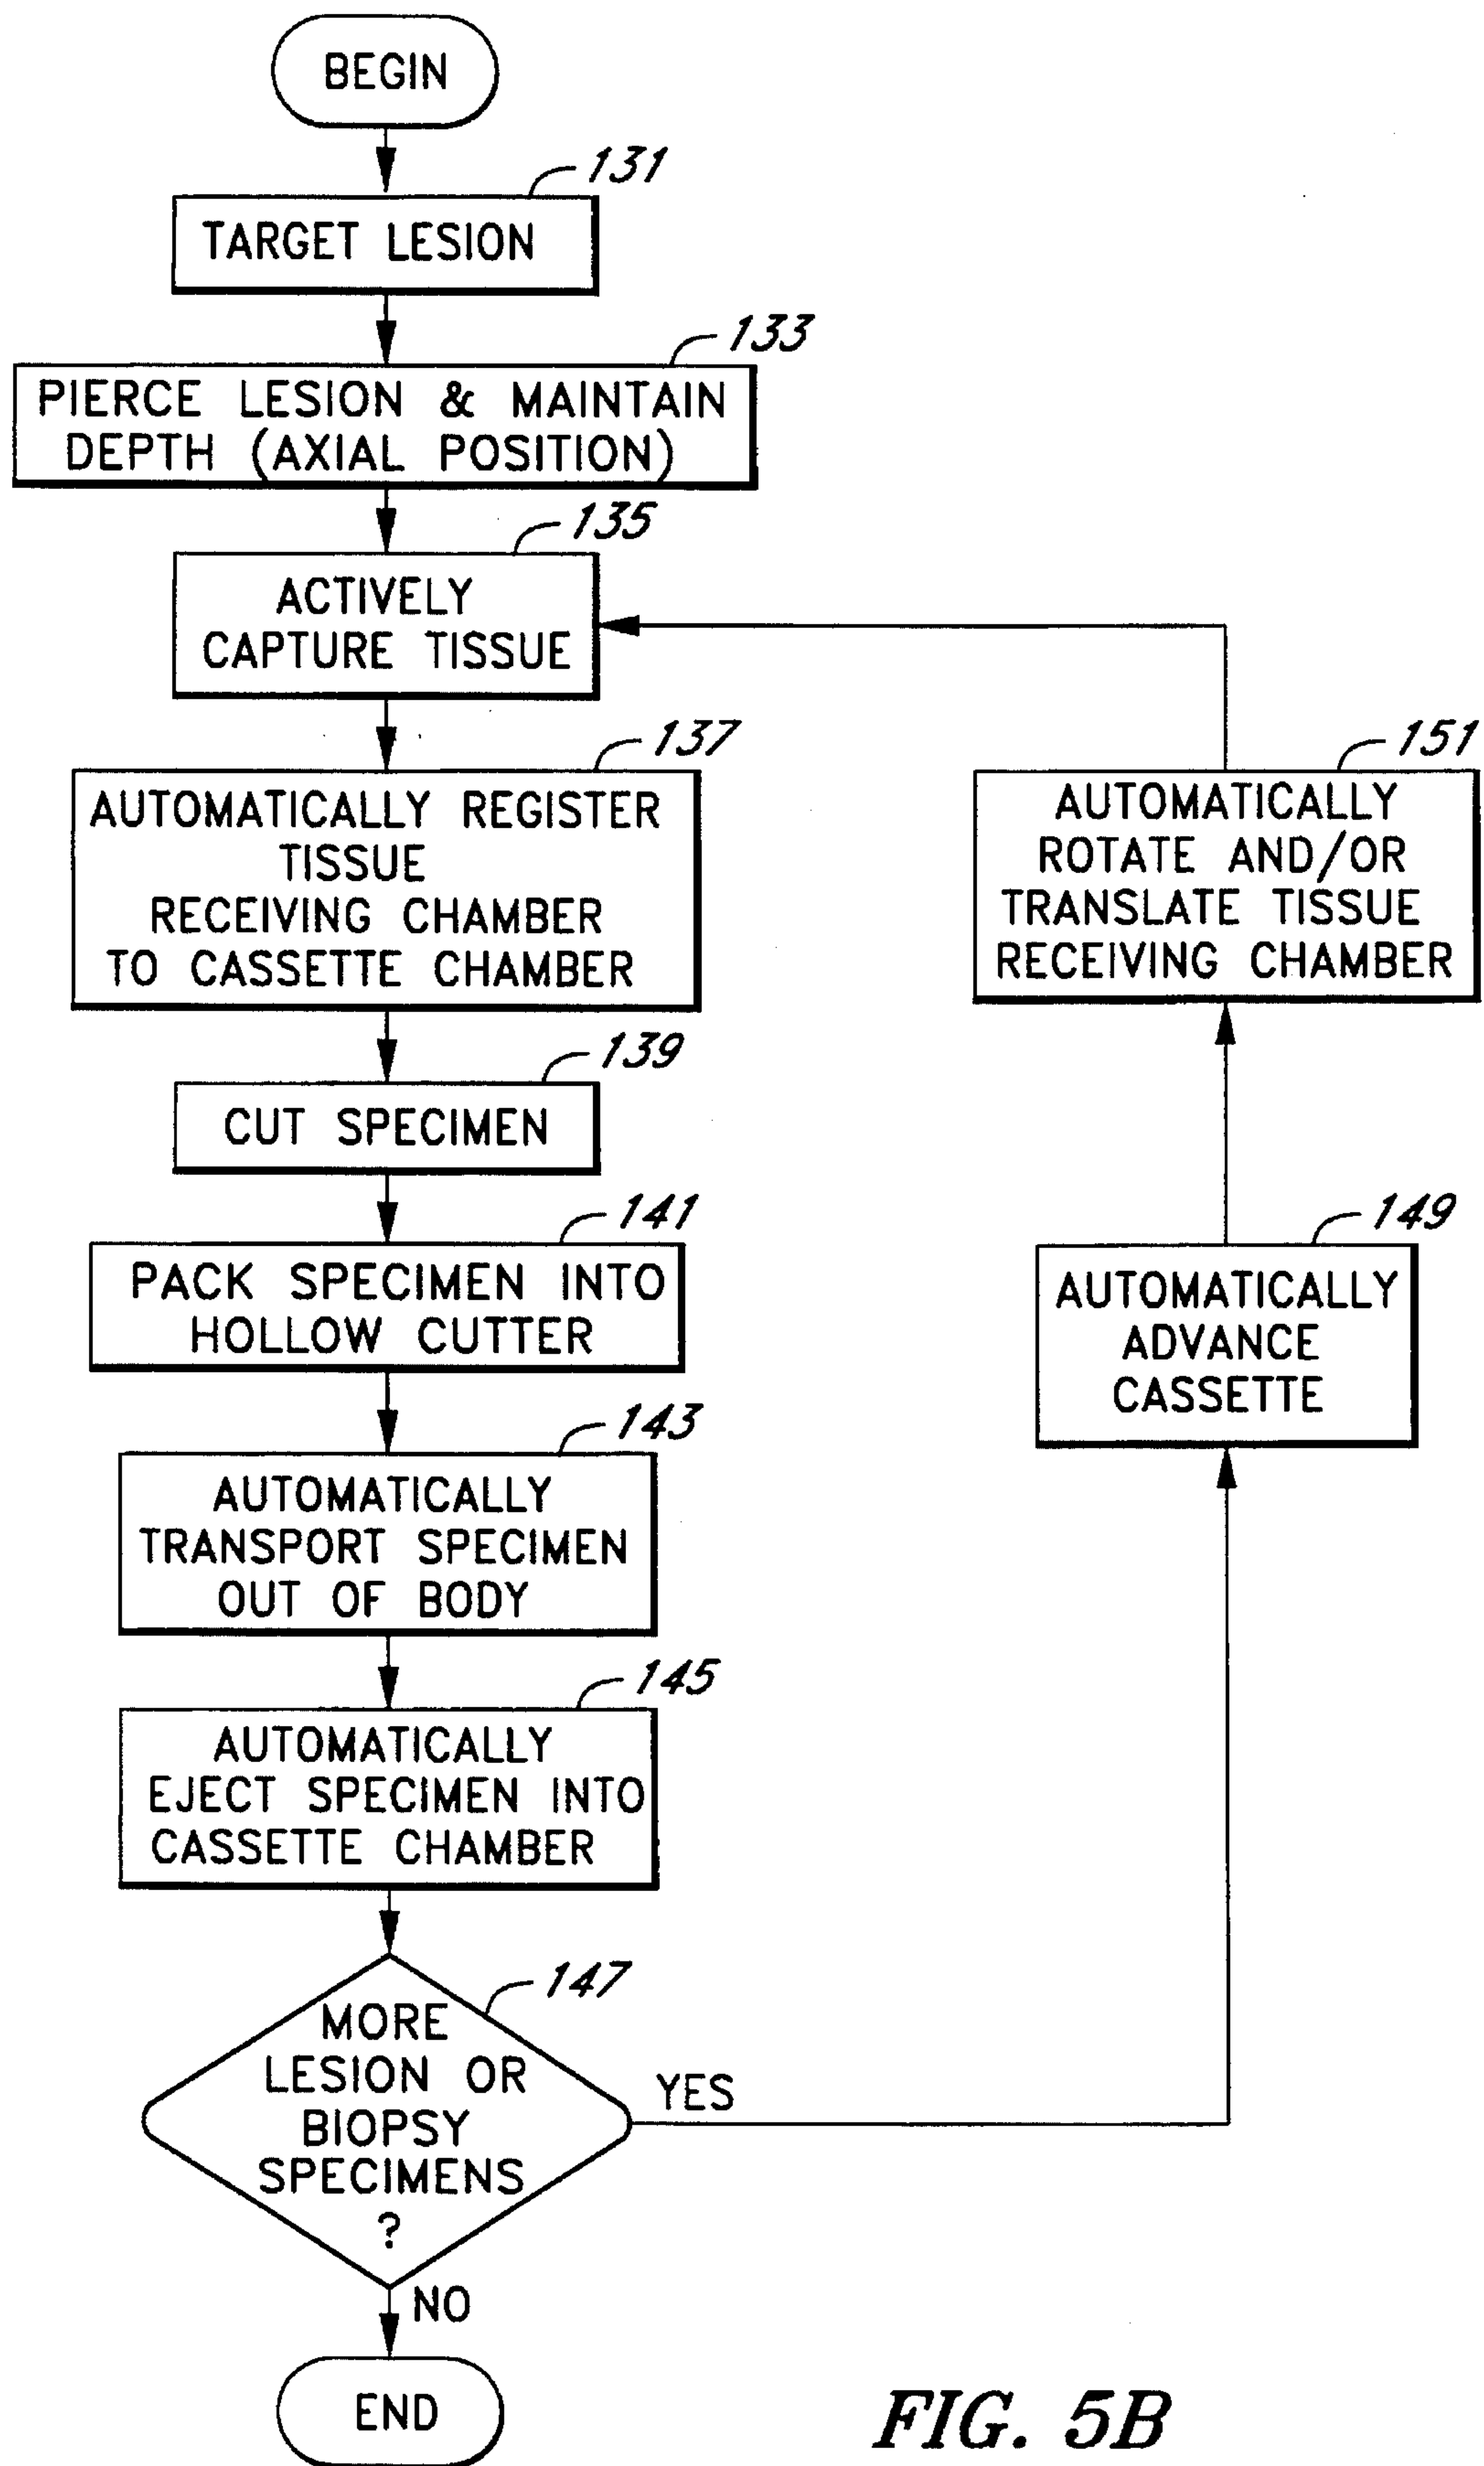 BEGIN
131
TARGET LESION
133
PIERCE LESION & MAINTAIN
DEPTH (AXIAL POSITION)
135
ACTIVELY
CAPTURE TISSUE
137
AUTOMATICALLY REGISTER
TISSUE
RECEIVING CHAMBER
TO CASSETTE CHAMBER
139
CUT SPECIMEN
141
PACK SPECIMEN INTO
HOLLOW CUTTER
143
AUTOMATICALLY
TRANSPORT SPECIMEN
OUT OF BODY
145
AUTOMATICALLY
EJECT SPECIMEN INTO
CASSETTE CHAMBER
147
MORE
LESION OR
BIOPSY
SPECIMENS
?
YES
NO
END
149
AUTOMATICALLY
ADVANCE
CASSETTE
151
AUTOMATICALLY
ROTATE AND/OR
TRANSLATE TISSUE
RECEIVING CHAMBER
FIG. 5B